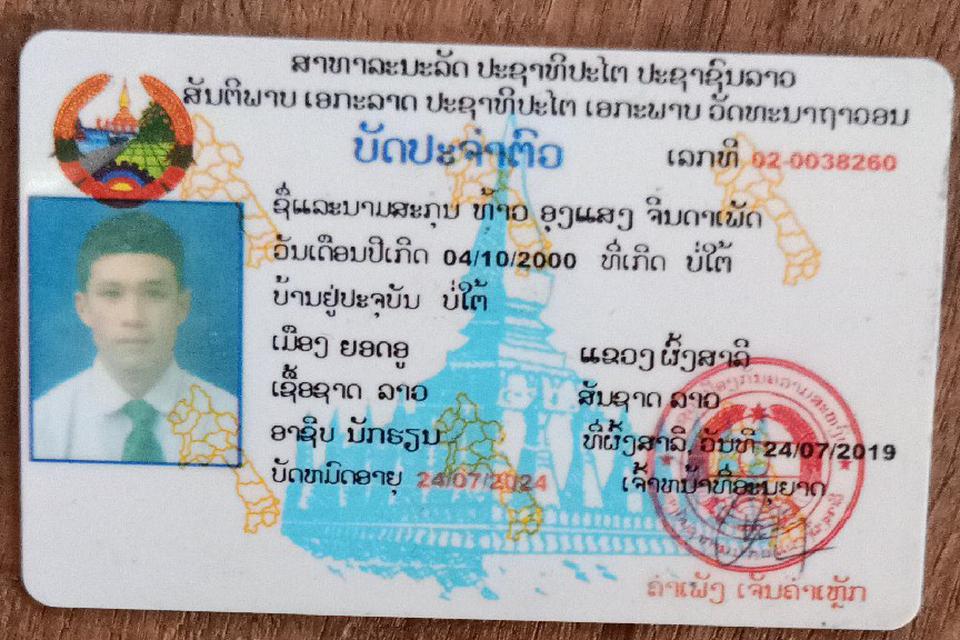 ສາທາລະນະລັດ ປະຊາທິປະໄຕ ປະຊາຊົນລາວ
ສັນຕິພາບ ເອກະລາດ ປະຊາທິປະໄຕ ເອກະພາບ ວັດທະນາຖາວອນ
ບັດປະຈຳຕົວ ເລກທີ 02-0038260
ຊື່ແລະນາມສະກຸນ ທ້າວ ອຸງແສງ ຈິນດາເພັດ
ວັນເດືອນປີເກີດ 04/10/2000 ທີ່ເກີດ ບໍ່ໃຕ້
ບ້ານຢູ່ປະຈຸບັນ ບໍ່ໃຕ້
ເມືອງ ຍອດອູ ແຂວງ ຜົ້ງສາລີ
ເຊື້ອຊາດ ລາວ ສັນຊາດ ລາວ
ອາຊີບ ນັກຮຽນ ທີ່ຜົ້ງສາລີ, ວັນທີ 24/07/2019
ບັດຫມົດອາຍຸ 24/07/2024 ເຈົ້າຫນ້າທີ່ອະນຸຍາດ
ຄຳເພັງ ເຈັນຄຳເຫຼັກ